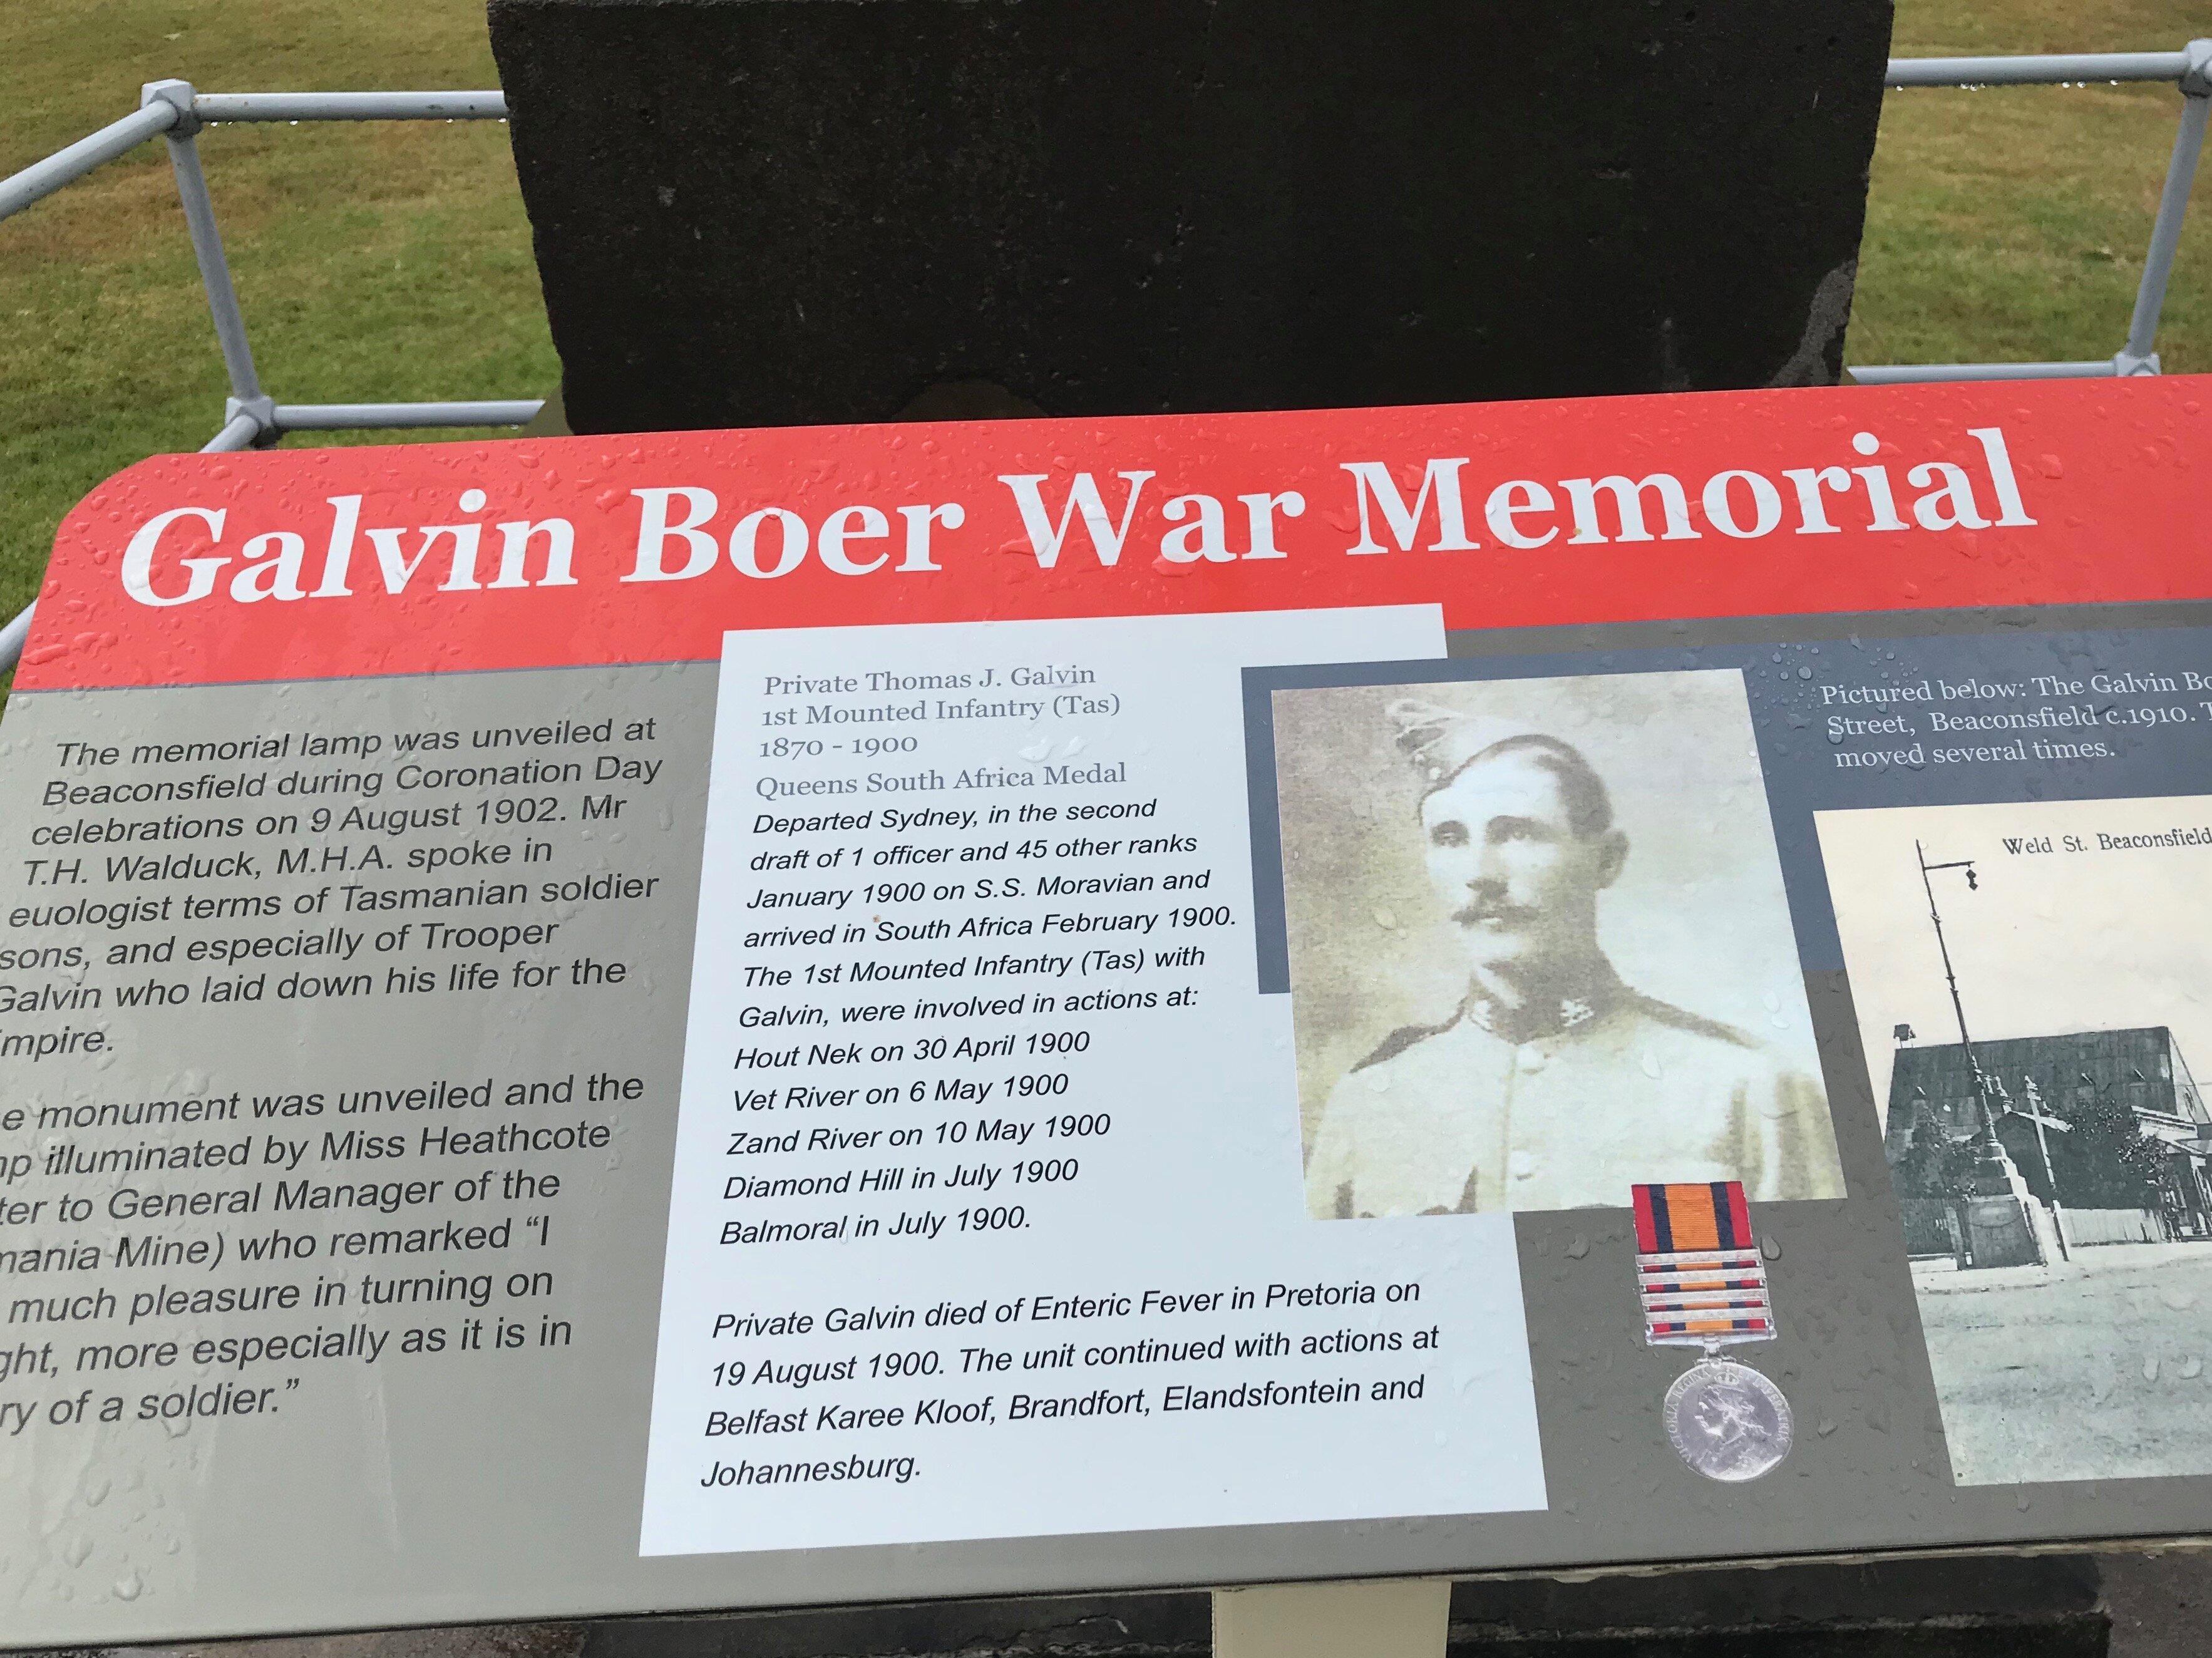 Galvin Boer War Memorial
The memorial lamp was unveiled at
Beaconsfield during Coronation Day
celebrations on 9 August 1902. Mr
T.H. Walduck, M.H.A. spoke in
euologist terms of Tasmanian soldier
sons, and especially of Trooper
Galvin who laid down his life for the
mpire.
e monument was unveiled and the
mp illuminated by Miss Heathcote
ter to General Manager of the
mania Mine) who remarked “I
much pleasure in turning on
ght, more especially as it is in
ry of a soldier.”
Private Thomas J. Galvin
1st Mounted Infantry (Tas)
1870 - 1900
Queens South Africa Medal
Departed Sydney, in the second
draft of 1 officer and 45 other ranks
January 1900 on S.S. Moravian and
arrived in South Africa February 1900.
The 1st Mounted Infantry (Tas) with
Galvin, were involved in actions at:
Hout Nek on 30 April 1900
Vet River on 6 May 1900
Zand River on 10 May 1900
Diamond Hill in July 1900
Balmoral in July 1900.
Private Galvin died of Enteric Fever in Pretoria on
19 August 1900. The unit continued with actions at
Belfast Karee Kloof, Brandfort, Elandsfontein and
Johannesburg.
Pictured below: The Galvin Bo
Street, Beaconsfield c.1910. T
moved several times.
Weld St. Beaconsfield